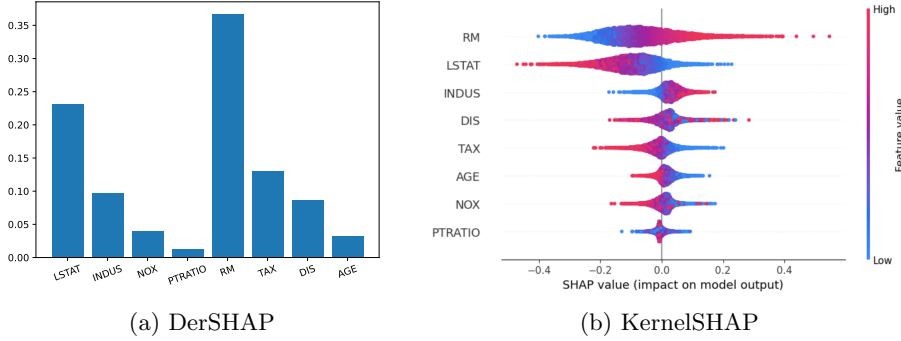 0.35
0.30
0.25
0.20
0.15
0.10
0.05
0.00
LSTAT
INDUS
NOX
PTRATIO
RM
TAX
DIS
AGE
(a) DerSHAP
RM
LSTAT
INDUS
DIS
TAX
AGE
NOX
PTRATIO
−0.4 −0.2 0.0 0.2 0.4
SHAP value (impact on model output)
High
Feature value
Low
(b) KernelSHAP